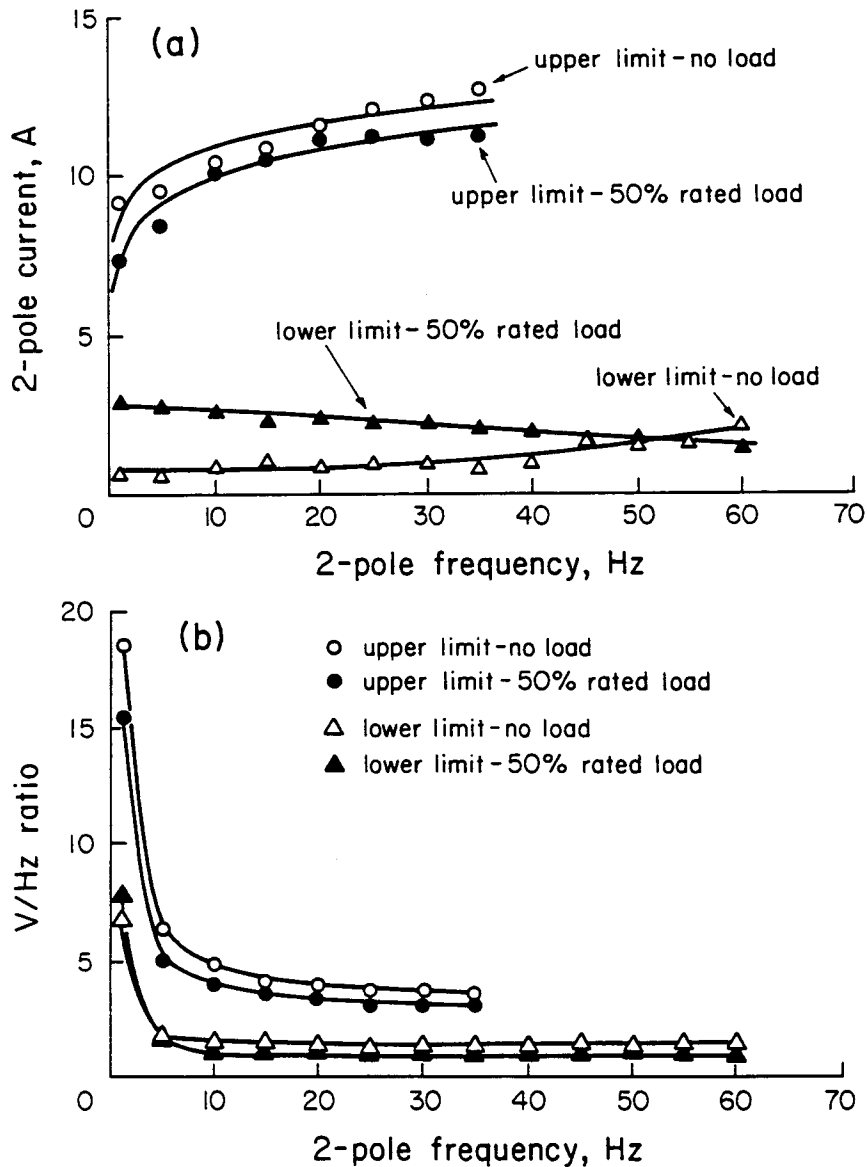 (a)
15
10
5
0
2-pole current, A
upper limit-no load
upper limit-50% rated load
lower limit-50% rated load
lower limit-no load
10 20 30 40 50 60 70
2-pole frequency, Hz
(b)
20
15
10
5
0
V/Hz ratio
upper limit-no load
upper limit-50% rated load
lower limit-no load
lower limit-50% rated load
10 20 30 40 50 60 70
2-pole frequency, Hz